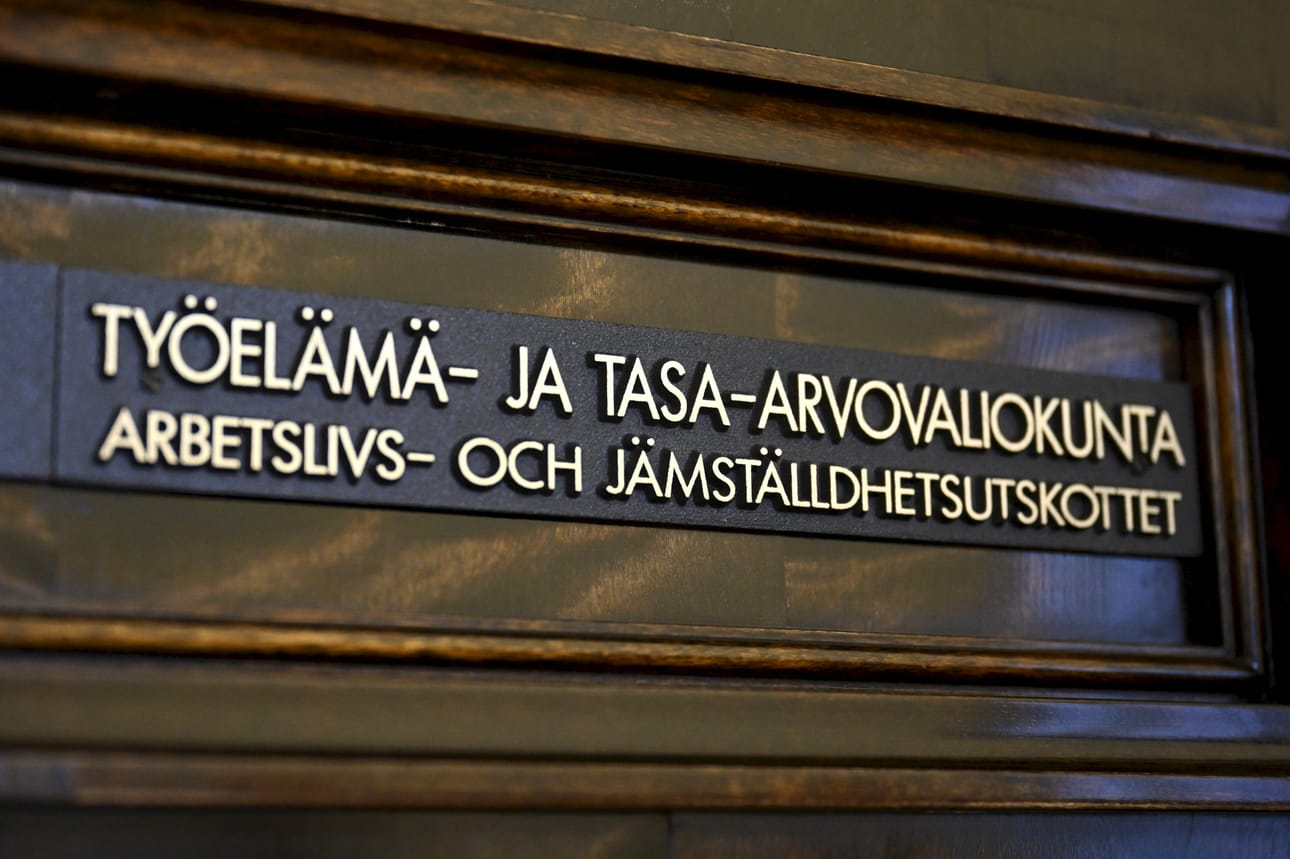 TYÖELÄMÄ- JA TASA-ARVOVALIOKUNTA
ARBETSLIVS- OCH JÄMSTÄLLDHETSUTSKOTTET